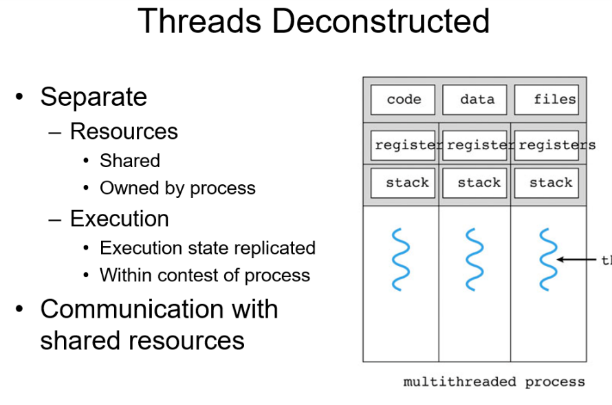 Threads Deconstructed
• Separate
– Resources
• Shared
• Owned by process
– Execution
• Execution state replicated
• Within contest of process
• Communication with
shared resources
code data files
register register registers
stack stack stack
multithreaded process